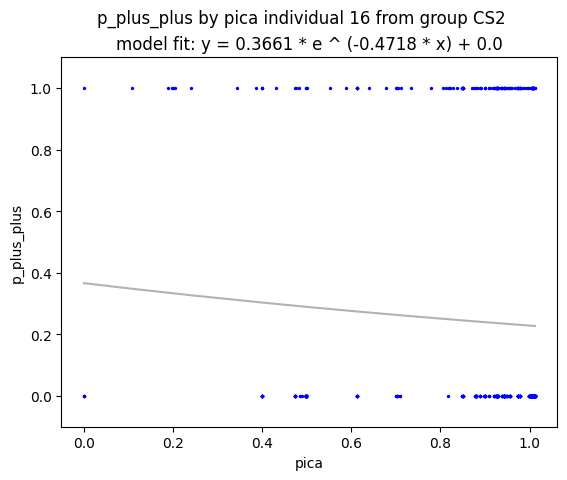 p_plus_plus by pica individual 16 from group CS2
model fit: y = 0.3661 * e ^ (-0.4718 * x) + 0.0
1.0
0.8
0.6
0.4
0.2
0.0
p_plus_plus
0.0 0.2 0.4 0.6 0.8 1.0
pica